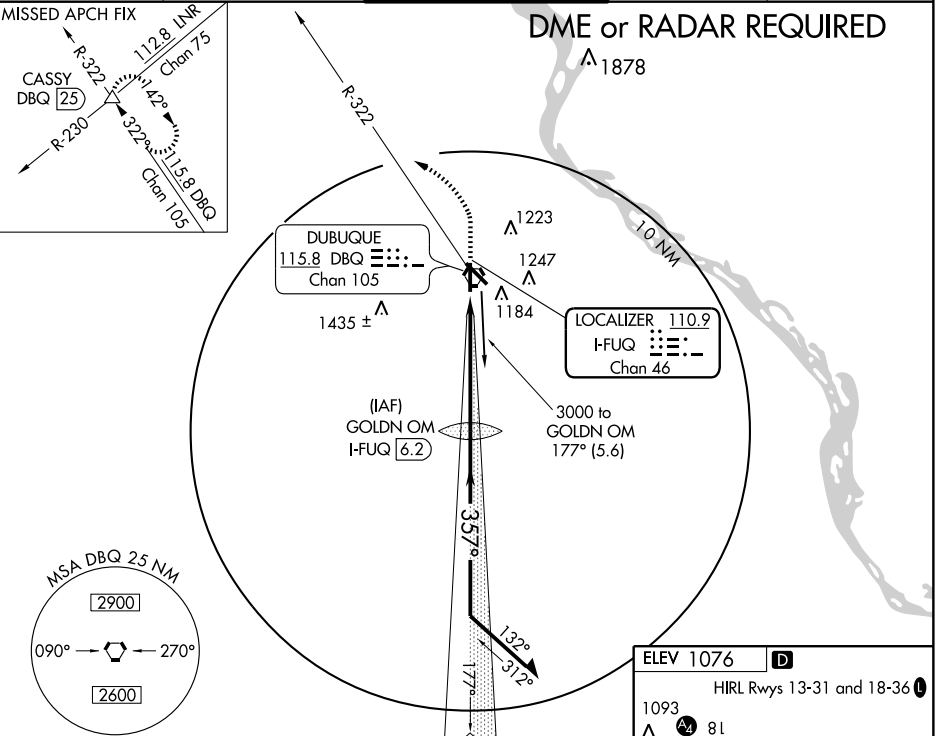 MISSED APCH FIX
112.8 LNR
Chan 75
R-322
CASSY
DBQ 25
142°
R-230
322°
115.8 DBQ
Chan 105
DME or RADAR REQUIRED
1878
R-322
10 NM
1223
1247
1184
DUBUQUE
115.8 DBQ
Chan 105
1435 ±
LOCALIZER 110.9
I-FUQ
Chan 46
(IAF)
GOLDN OM
I-FUQ 6.2
3000 to
GOLDN OM
177° (5.6)
357°
132°
312°
177°
MSA DBQ 25 NM
2900
090°
270°
2600
ELEV 1076 D
HIRL Rwys 13-31 and 18-36 L
1093
A4 81